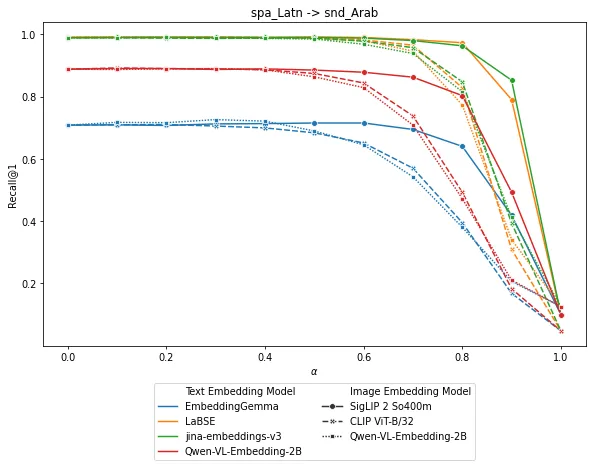 spa_Latn -> snd_Arab
Recall@1
1.0
0.8
0.6
0.4
0.2
0.0 0.2 0.4 0.6 0.8 1.0
α
Text Embedding Model
EmbeddingGemma
LaBSE
jina-embeddings-v3
Qwen-VL-Embedding-2B
Image Embedding Model
SigLIP 2 So400m
CLIP ViT-B/32
Qwen-VL-Embedding-2B